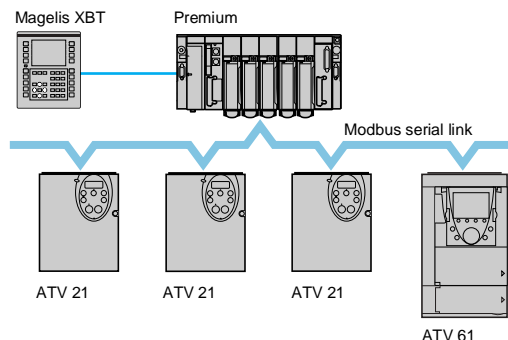 Magelis XBT
Premium
Modbus serial link
ATV 21
ATV 21
ATV 21
ATV 61